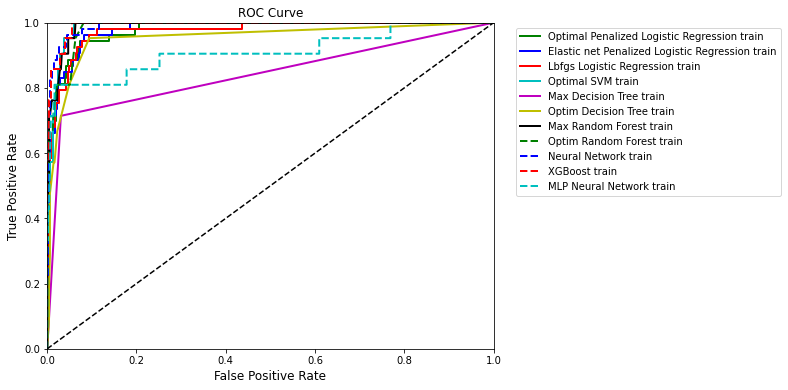 ROC Curve
True Positive Rate
1.0
0.8
0.6
0.4
0.2
0.0
0.0 0.2 0.4 0.6 0.8 1.0
False Positive Rate
Optimal Penalized Logistic Regression train
Elastic net Penalized Logistic Regression train
Lbfgs Logistic Regression train
Optimal SVM train
Max Decision Tree train
Optim Decision Tree train
Max Random Forest train
Optim Random Forest train
Neural Network train
XGBoost train
MLP Neural Network train